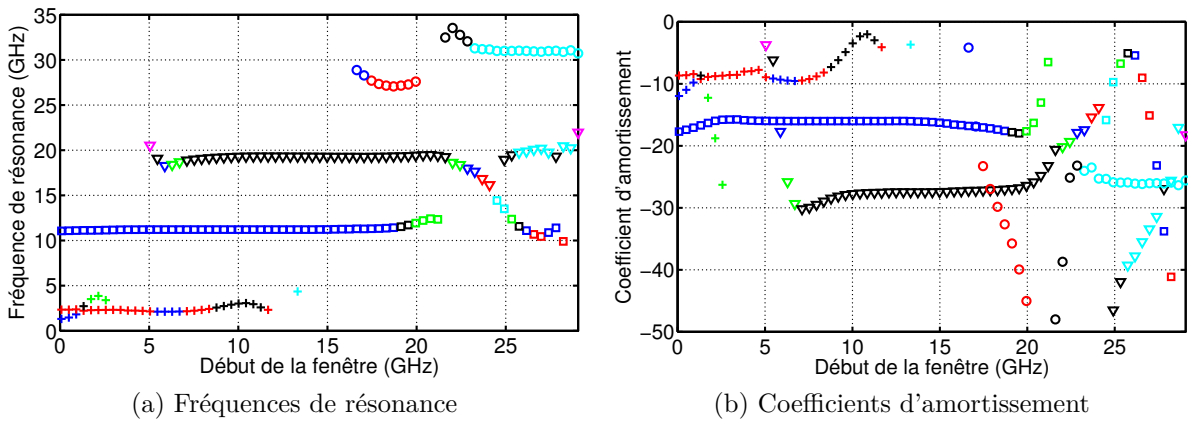 35
30
25
20
15
10
5
0
Fréquences de résonance (GHz)
0 5 10 15 20 25
Début de la fenêtre (GHz)
(a) Fréquences de résonance
0
−10
−20
−30
−40
−50
Coefficient d'amortissement
0 5 10 15 20 25
Début de la fenêtre (GHz)
(b) Coefficients d'amortissement